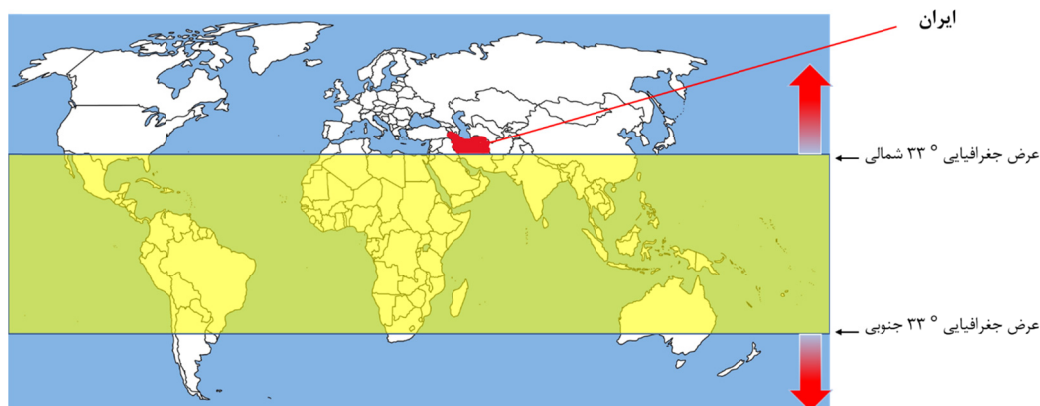 ایران
عرض جغرافیایی ° ۳۳ شمالی
عرض جغرافیایی ° ۳۳ جنوبی